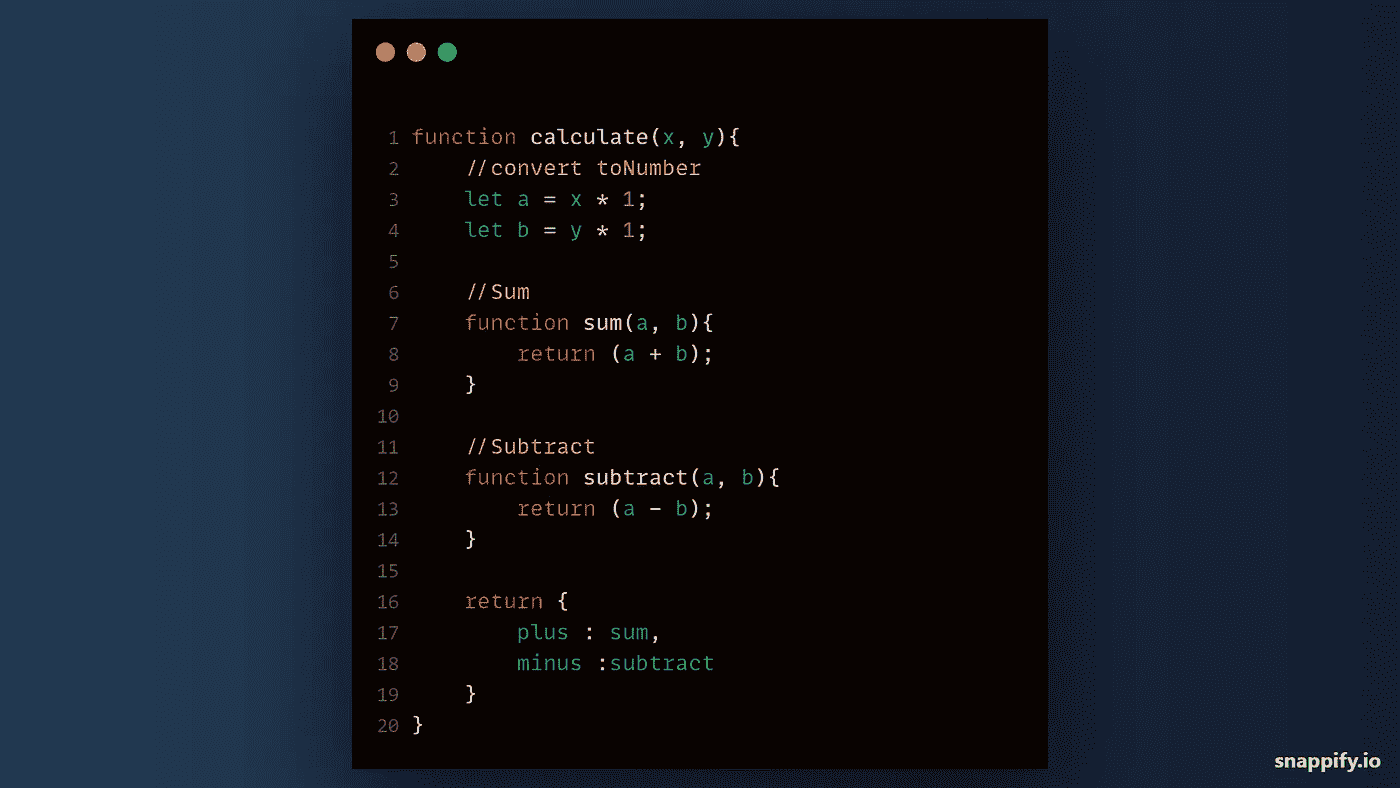 1 function calculate(x, y){
2     //convert toNumber
3     let a = x * 1;
4     let b = y * 1;
5
6     //Sum
7     function sum(a, b){
8         return (a + b);
9     }
10
11     //Subtract
12     function subtract(a, b){
13         return (a - b);
14     }
15
16     return {
17         plus : sum,
18         minus :subtract
19     }
20 }
snappify.io